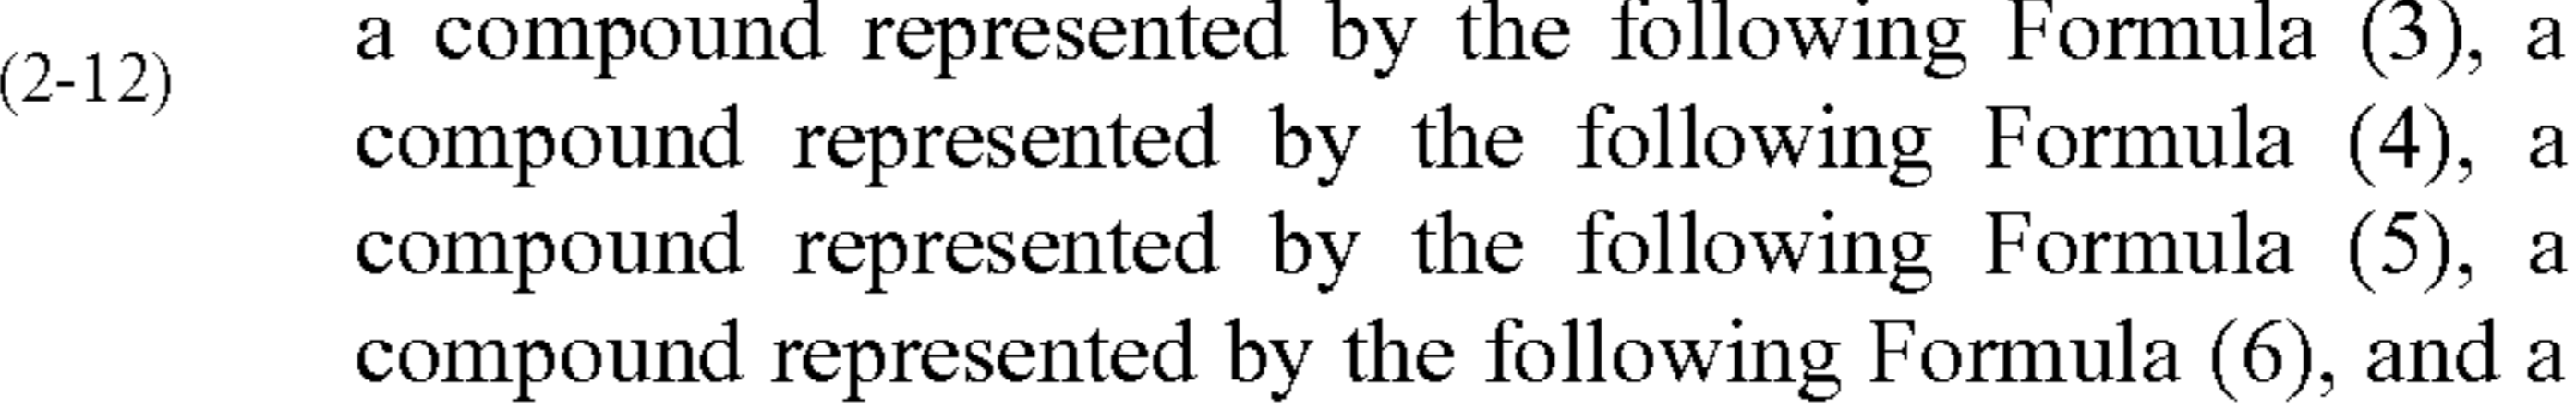 (2-12)
a compound represented by the following Formula (3), a
compound represented by the following Formula (4), a
compound represented by the following Formula (5), a
compound represented by the following Formula (6), and a